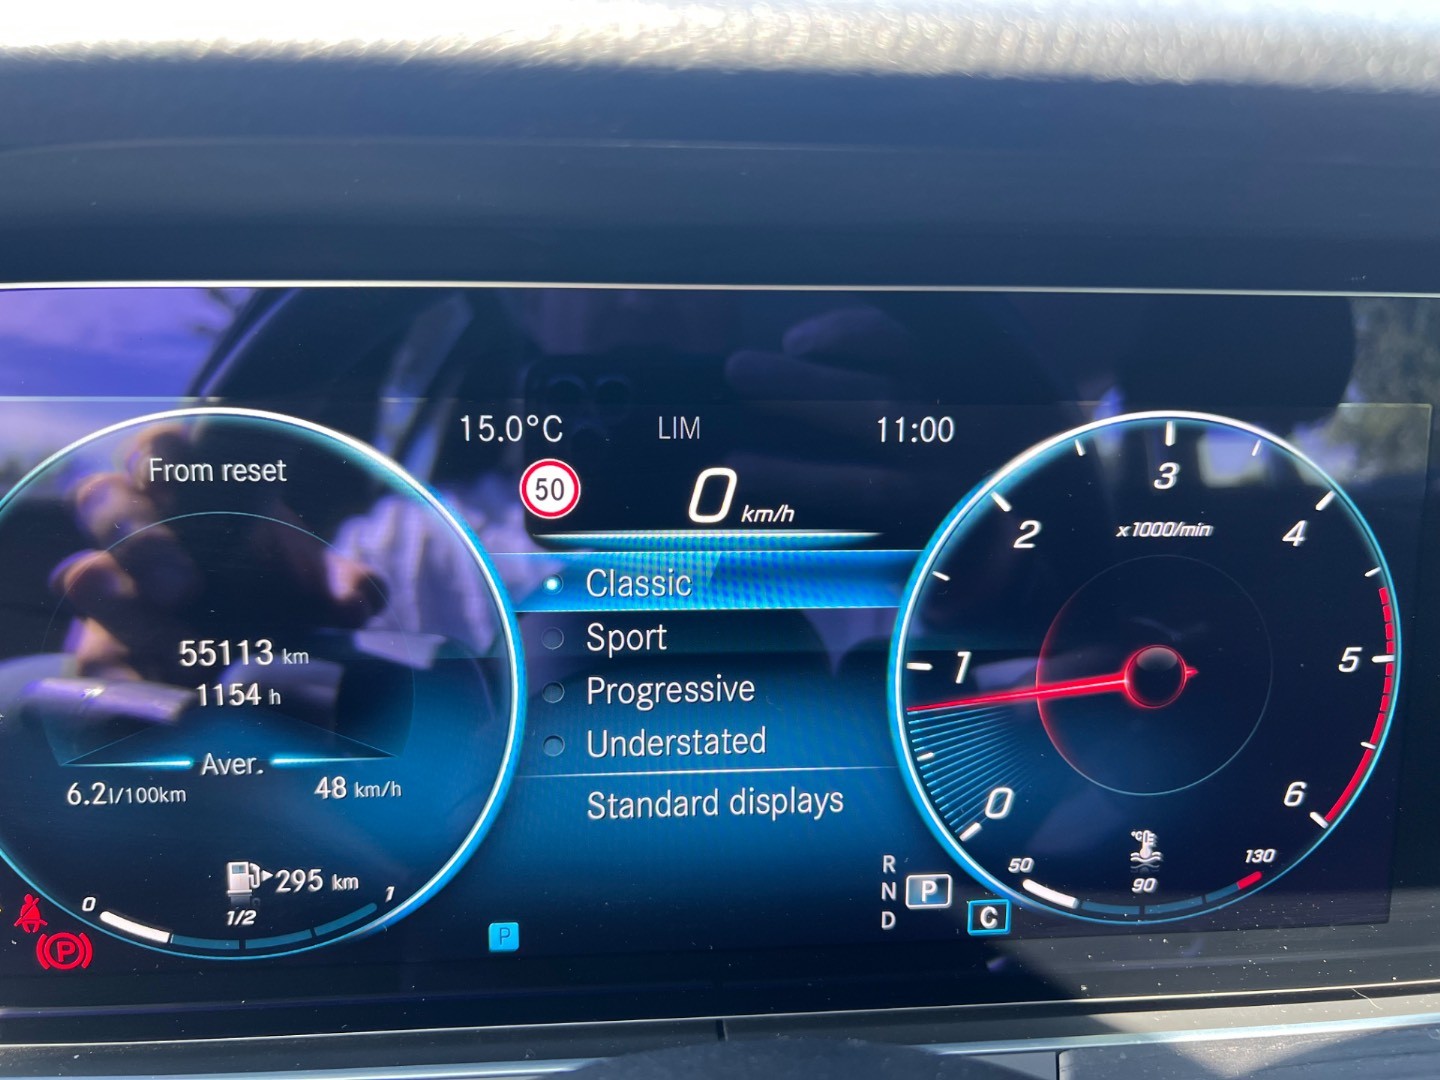 15.0°C LIM 11:00
50 0 km/h
From reset
55113 km
1154 h
Aver.
6.2l/100km 48 km/h
295 km
0 1/2 1
P
P
Classic
Sport
Progressive
Understated
Standard displays
R
N P
D
C
0 1 2 3 4 5 6
x1000/min
°C/°F
50 90 130